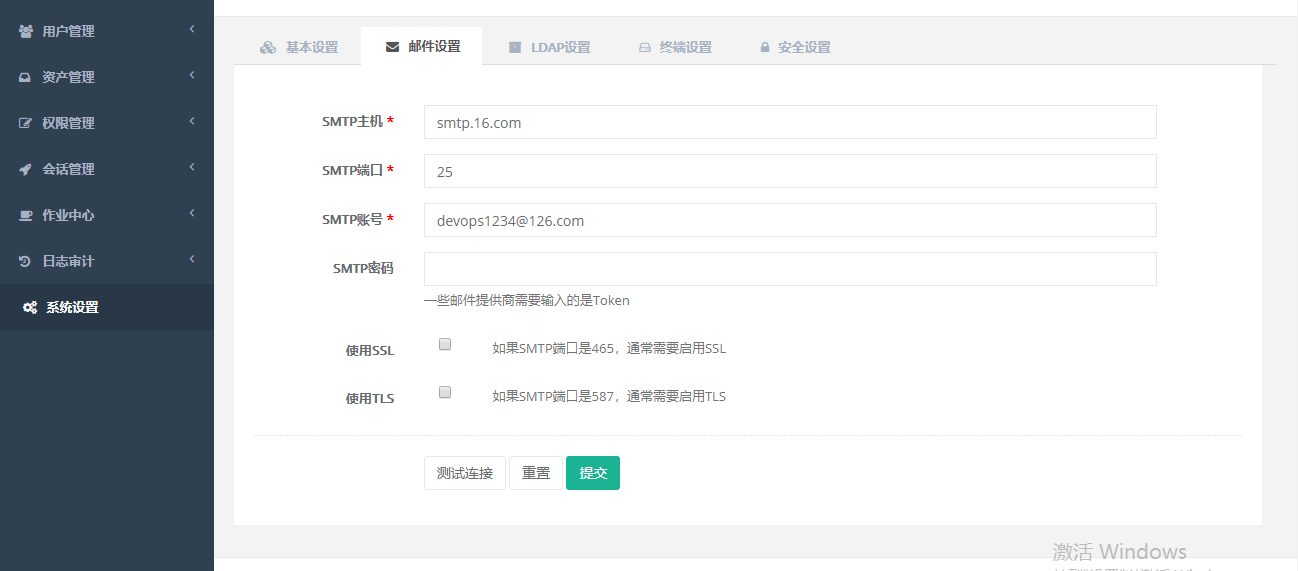 用户管理
资产管理
权限管理
会话管理
作业中心
日志审计
系统设置
基本设置 邮件设置 LDAP设置 终端设置 安全设置
SMTP主机 * smtp.16.com
SMTP端口 * 25
SMTP账号 * devops1234@126.com
SMTP密码
一些邮件提供商需要输入的是Token
使用SSL 如果SMTP端口是465，通常需要启用SSL
使用TLS 如果SMTP端口是587，通常需要启用TLS
测试连接 重置 提交
激活 Windows